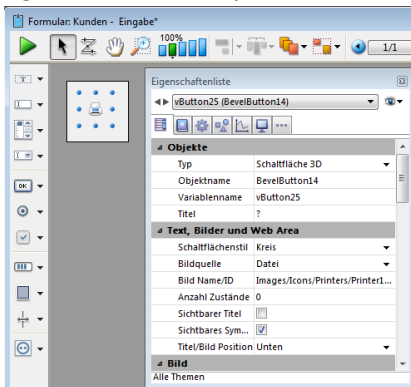 Formular: Kunden - Eingabe*
100%
1/1
Eigenschaftenliste
vButton25 (BevelButton14)
Objekte
Typ Schaltfläche 3D
Objektname BevelButton14
Variablenname vButton25
Titel ?
Text, Bilder und Web Area
Schaltflächenstil Kreis
Bildquelle Datei
Bild Name/ID Images/Icons/Printers/Printer1...
Anzahl Zustände 0
Sichtbarer Titel
Sichtbares Sym...
Titel/Bild Position Unten
Bild
Alle Themen
OK